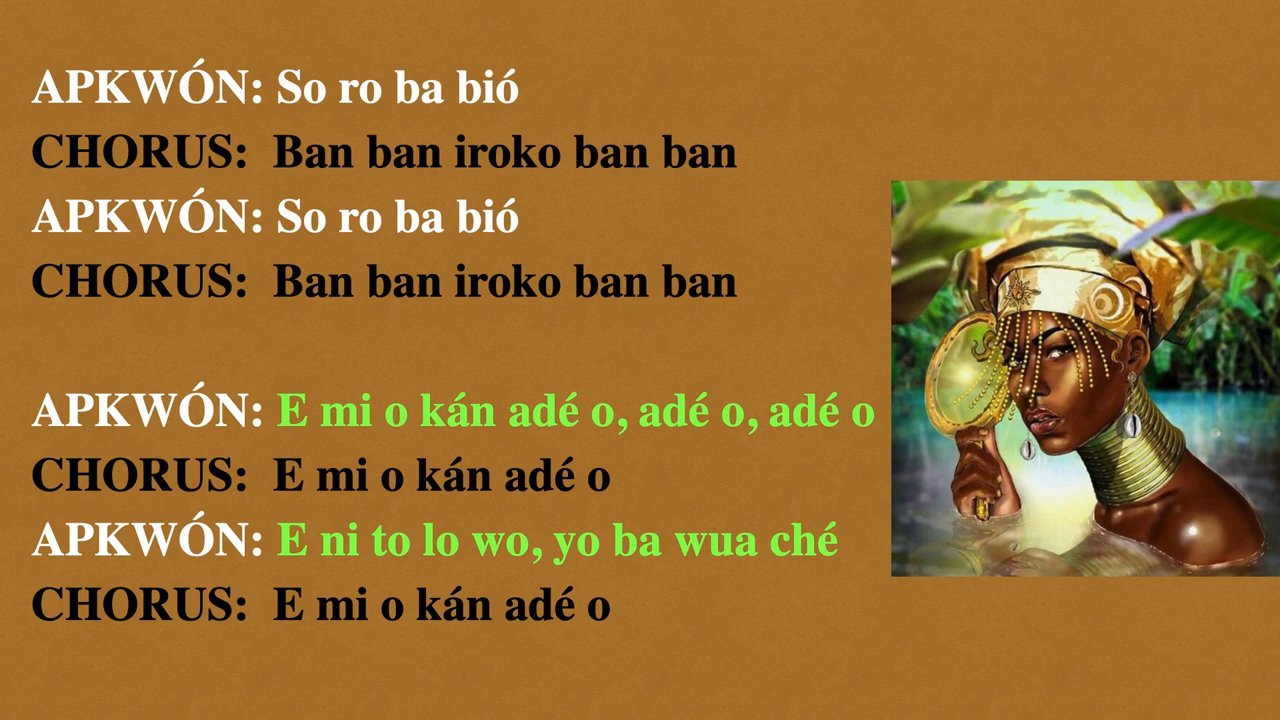 APKWÓN: So ro ba bió
CHORUS: Ban ban iroko ban ban
APKWÓN: So ro ba bió
CHORUS: Ban ban iroko ban ban
APKWÓN: E mi o kán adé o, adé o, adé o
CHORUS: E mi o kán adé o
APKWÓN: E ni to lo wo, yo ba wua ché
CHORUS: E mi o kán adé o